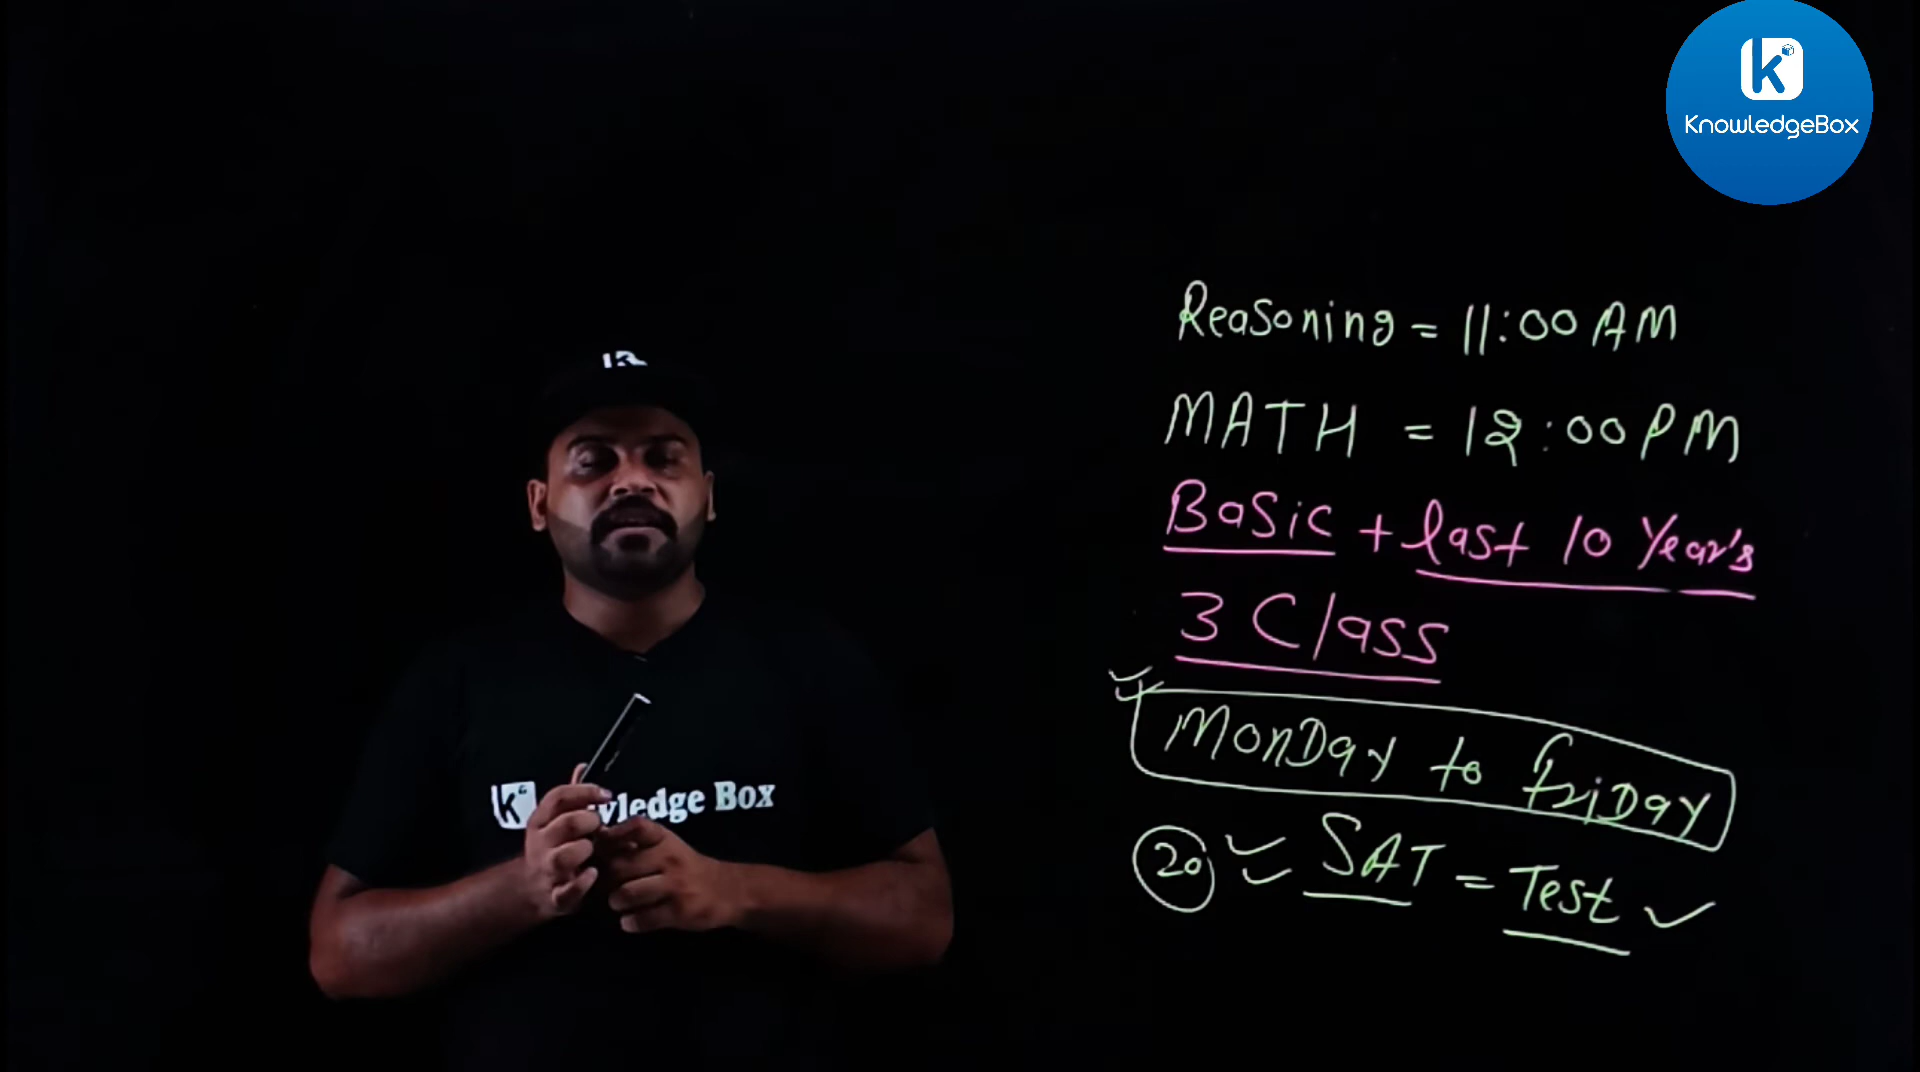 KnowledgeBox
Reasoning = 11:00 AM
MATH = 12:00 PM
Basic + last 10 Year's
3 Class
Monday to friday
20 SAT = Test
Box